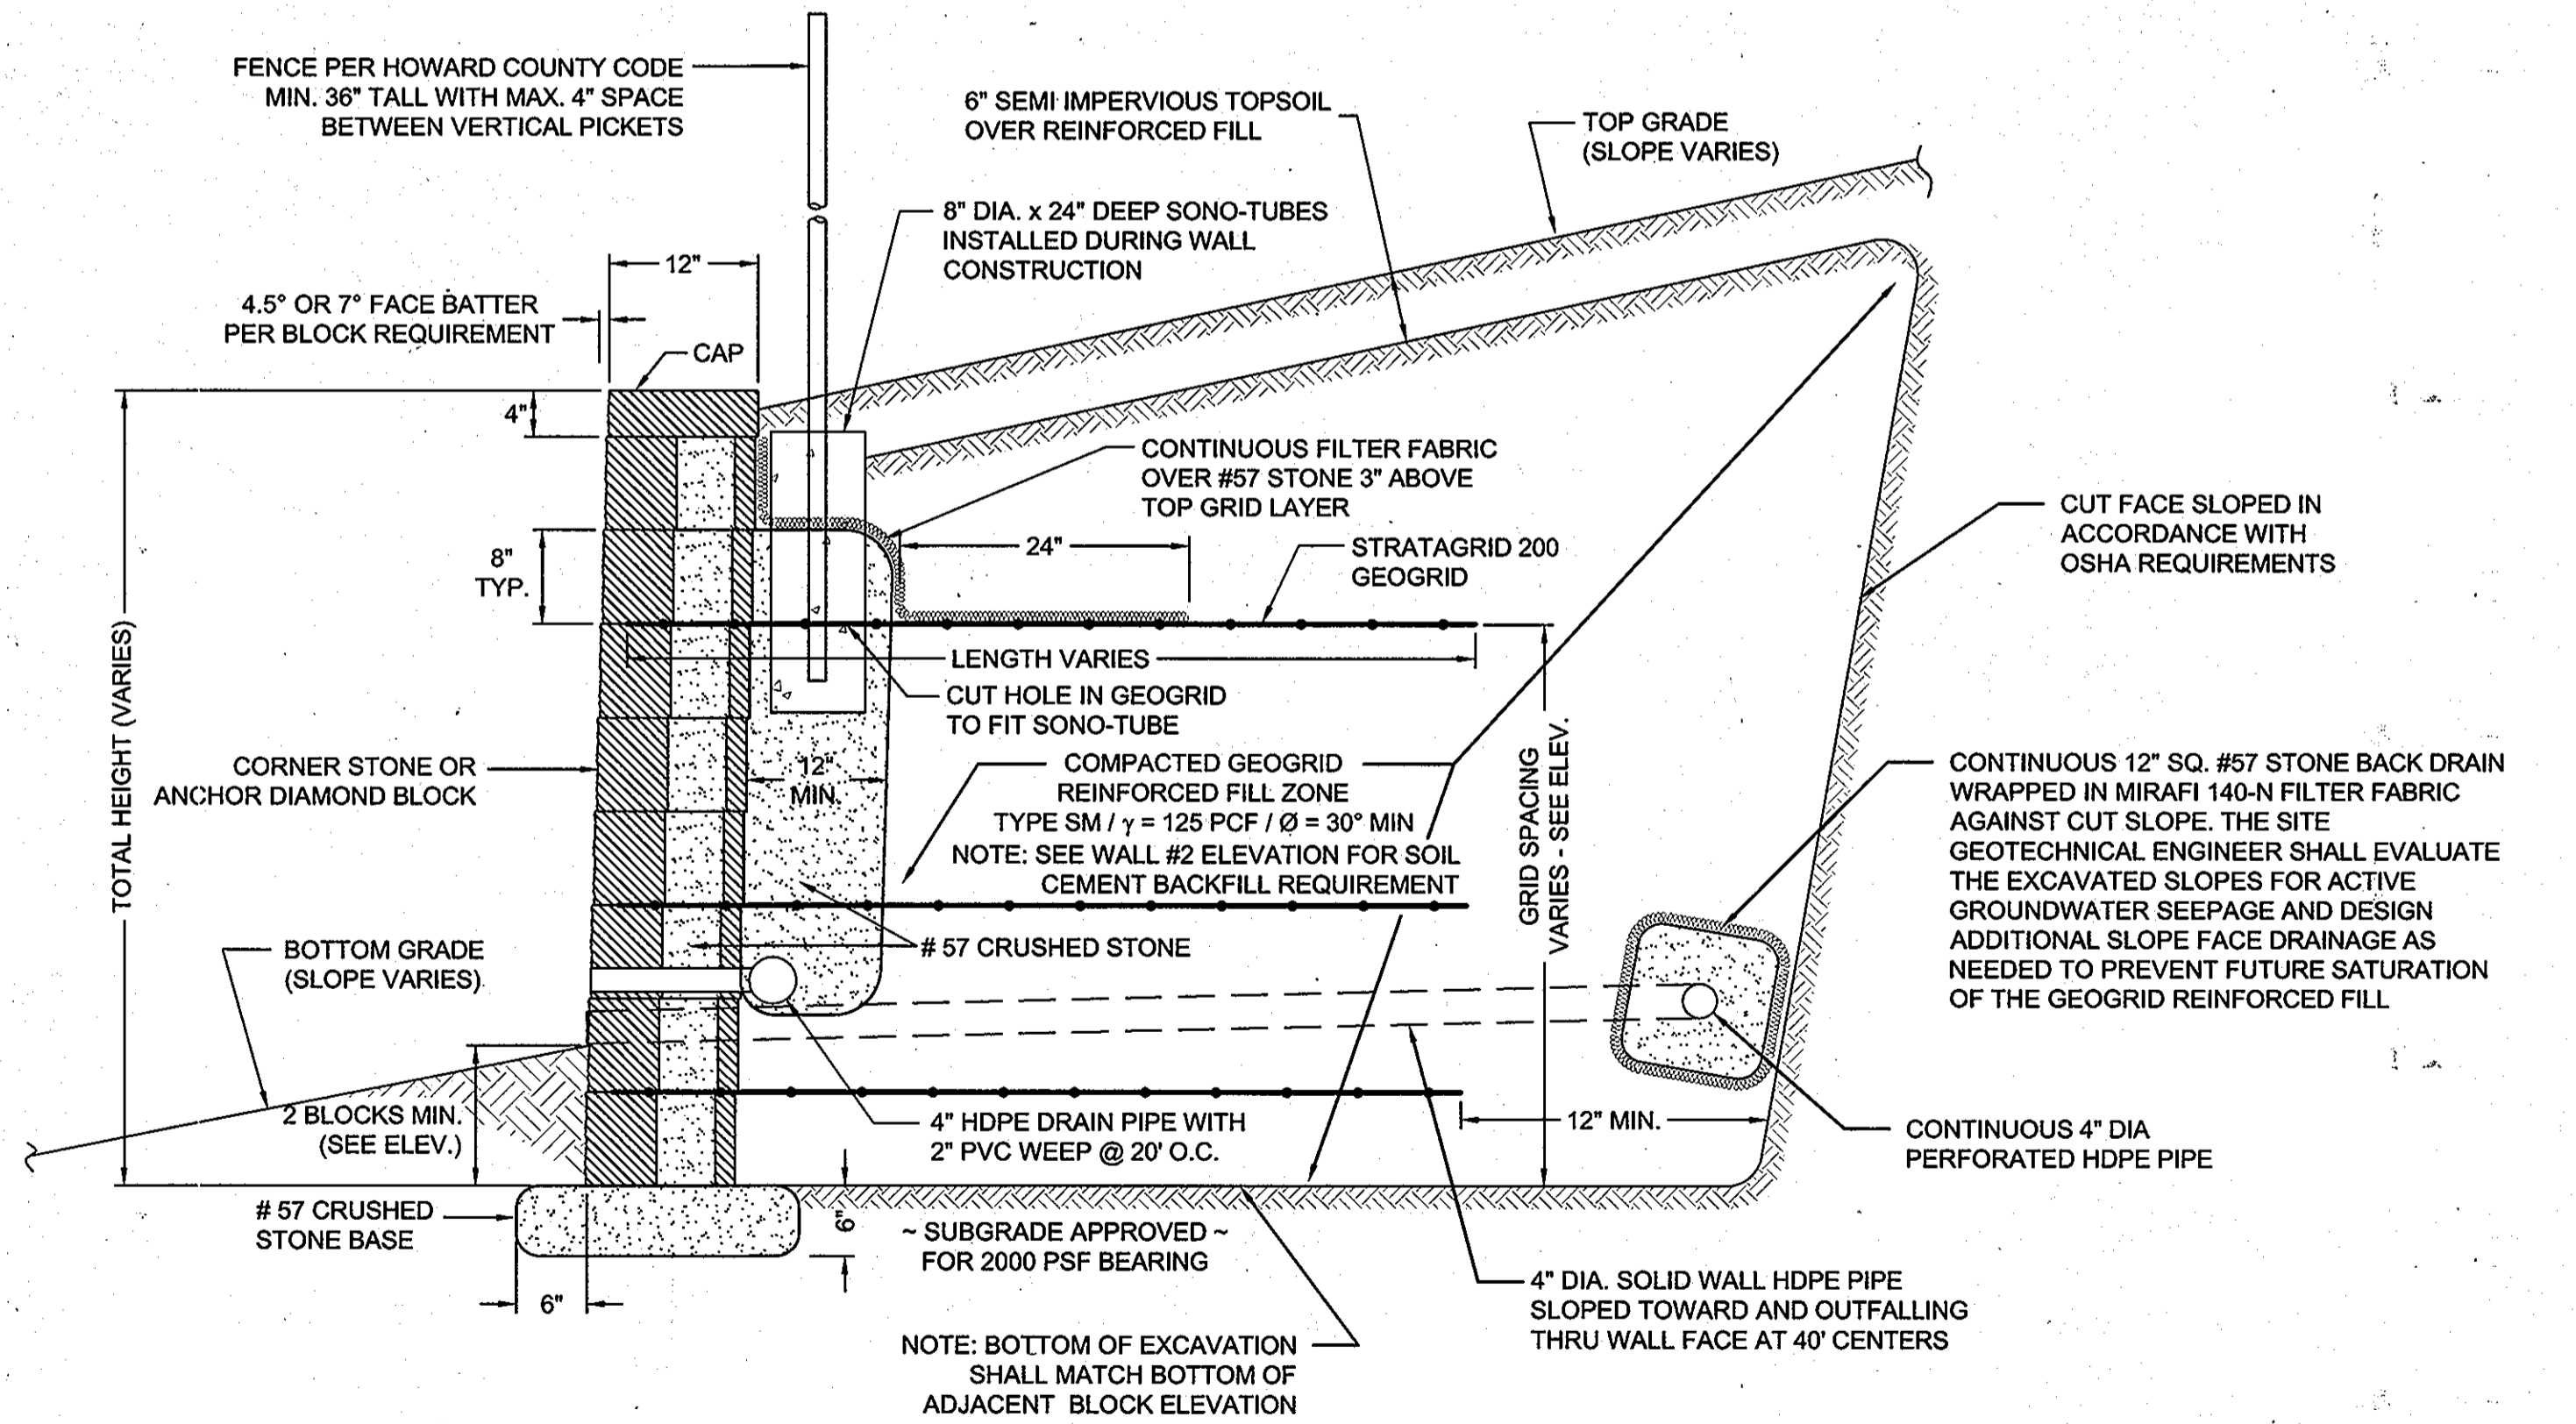 FENCE PER HOWARD COUNTY CODE
MIN. 36" TALL WITH MAX. 4" SPACE
BETWEEN VERTICAL PICKETS
6" SEMI IMPERVIOUS TOPSOIL
OVER REINFORCED FILL
TOP GRADE
(SLOPE VARIES)
8" DIA. x 24" DEEP SONO-TUBES
INSTALLED DURING WALL
CONSTRUCTION
12"
4.5° OR 7° FACE BATTER
PER BLOCK REQUIREMENT
CAP
4"
CONTINUOUS FILTER FABRIC
OVER #57 STONE 3" ABOVE
TOP GRID LAYER
CUT FACE SLOPED IN
ACCORDANCE WITH
OSHA REQUIREMENTS
8"
TYP.
24"
STRATAGRID 200
GEOGRID
TOTAL HEIGHT (VARIES)
LENGTH VARIES
CUT HOLE IN GEOGRID
TO FIT SONO-TUBE
GRID SPACING
VARIES - SEE ELEV.
CORNER STONE OR
ANCHOR DIAMOND BLOCK
12"
MIN.
COMPACTED GEOGRID
REINFORCED FILL ZONE
TYPE SM / γ = 125 PCF / Ø = 30° MIN
NOTE: SEE WALL #2 ELEVATION FOR SOIL
CEMENT BACKFILL REQUIREMENT
CONTINUOUS 12" SQ. #57 STONE BACK DRAIN
WRAPPED IN MIRAFI 140-N FILTER FABRIC
AGAINST CUT SLOPE. THE SITE
GEOTECHNICAL ENGINEER SHALL EVALUATE
THE EXCAVATED SLOPES FOR ACTIVE
GROUNDWATER SEEPAGE AND DESIGN
ADDITIONAL SLOPE FACE DRAINAGE AS
NEEDED TO PREVENT FUTURE SATURATION
OF THE GEOGRID REINFORCED FILL
BOTTOM GRADE
(SLOPE VARIES)
# 57 CRUSHED STONE
2 BLOCKS MIN.
(SEE ELEV.)
4" HDPE DRAIN PIPE WITH
2" PVC WEEP @ 20' O.C.
12" MIN.
CONTINUOUS 4" DIA
PERFORATED HDPE PIPE
# 57 CRUSHED
STONE BASE
6"
~ SUBGRADE APPROVED ~
FOR 2000 PSF BEARING
6"
4" DIA. SOLID WALL HDPE PIPE
SLOPED TOWARD AND OUTFALLING
THRU WALL FACE AT 40' CENTERS
NOTE: BOTTOM OF EXCAVATION
SHALL MATCH BOTTOM OF
ADJACENT BLOCK ELEVATION